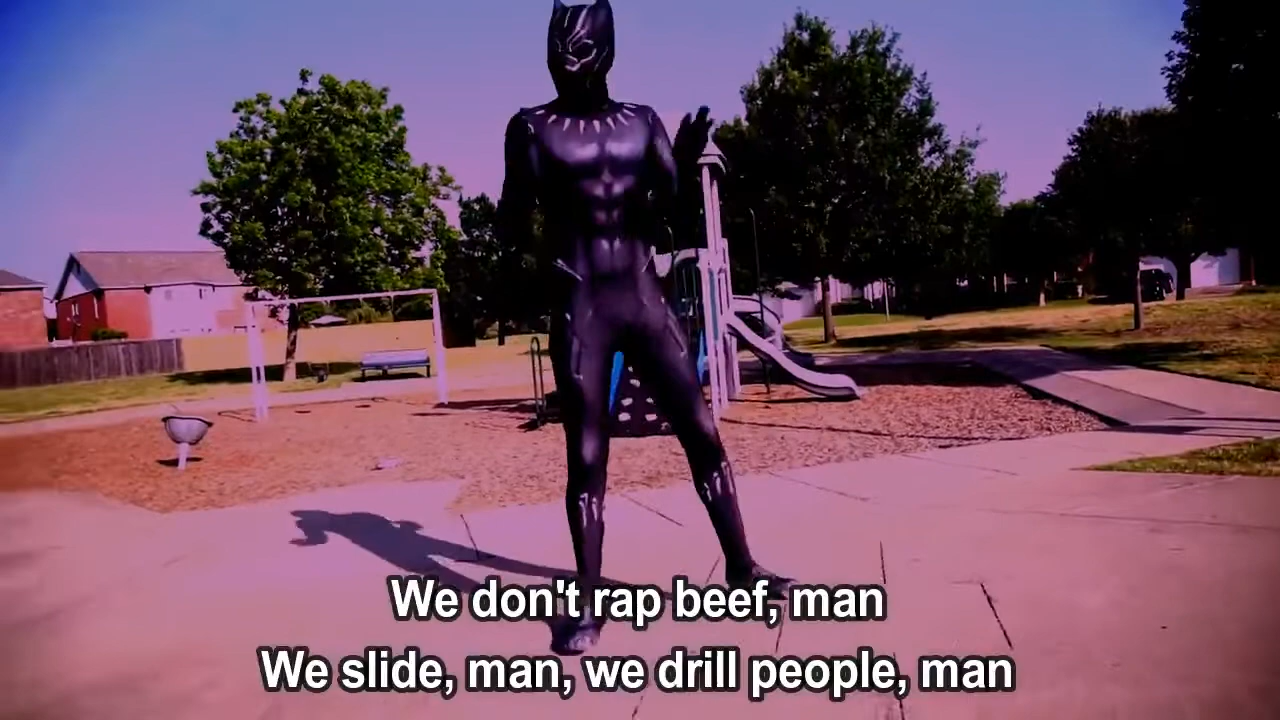 We don't rap beef, man
We slide, man, we drill people, man